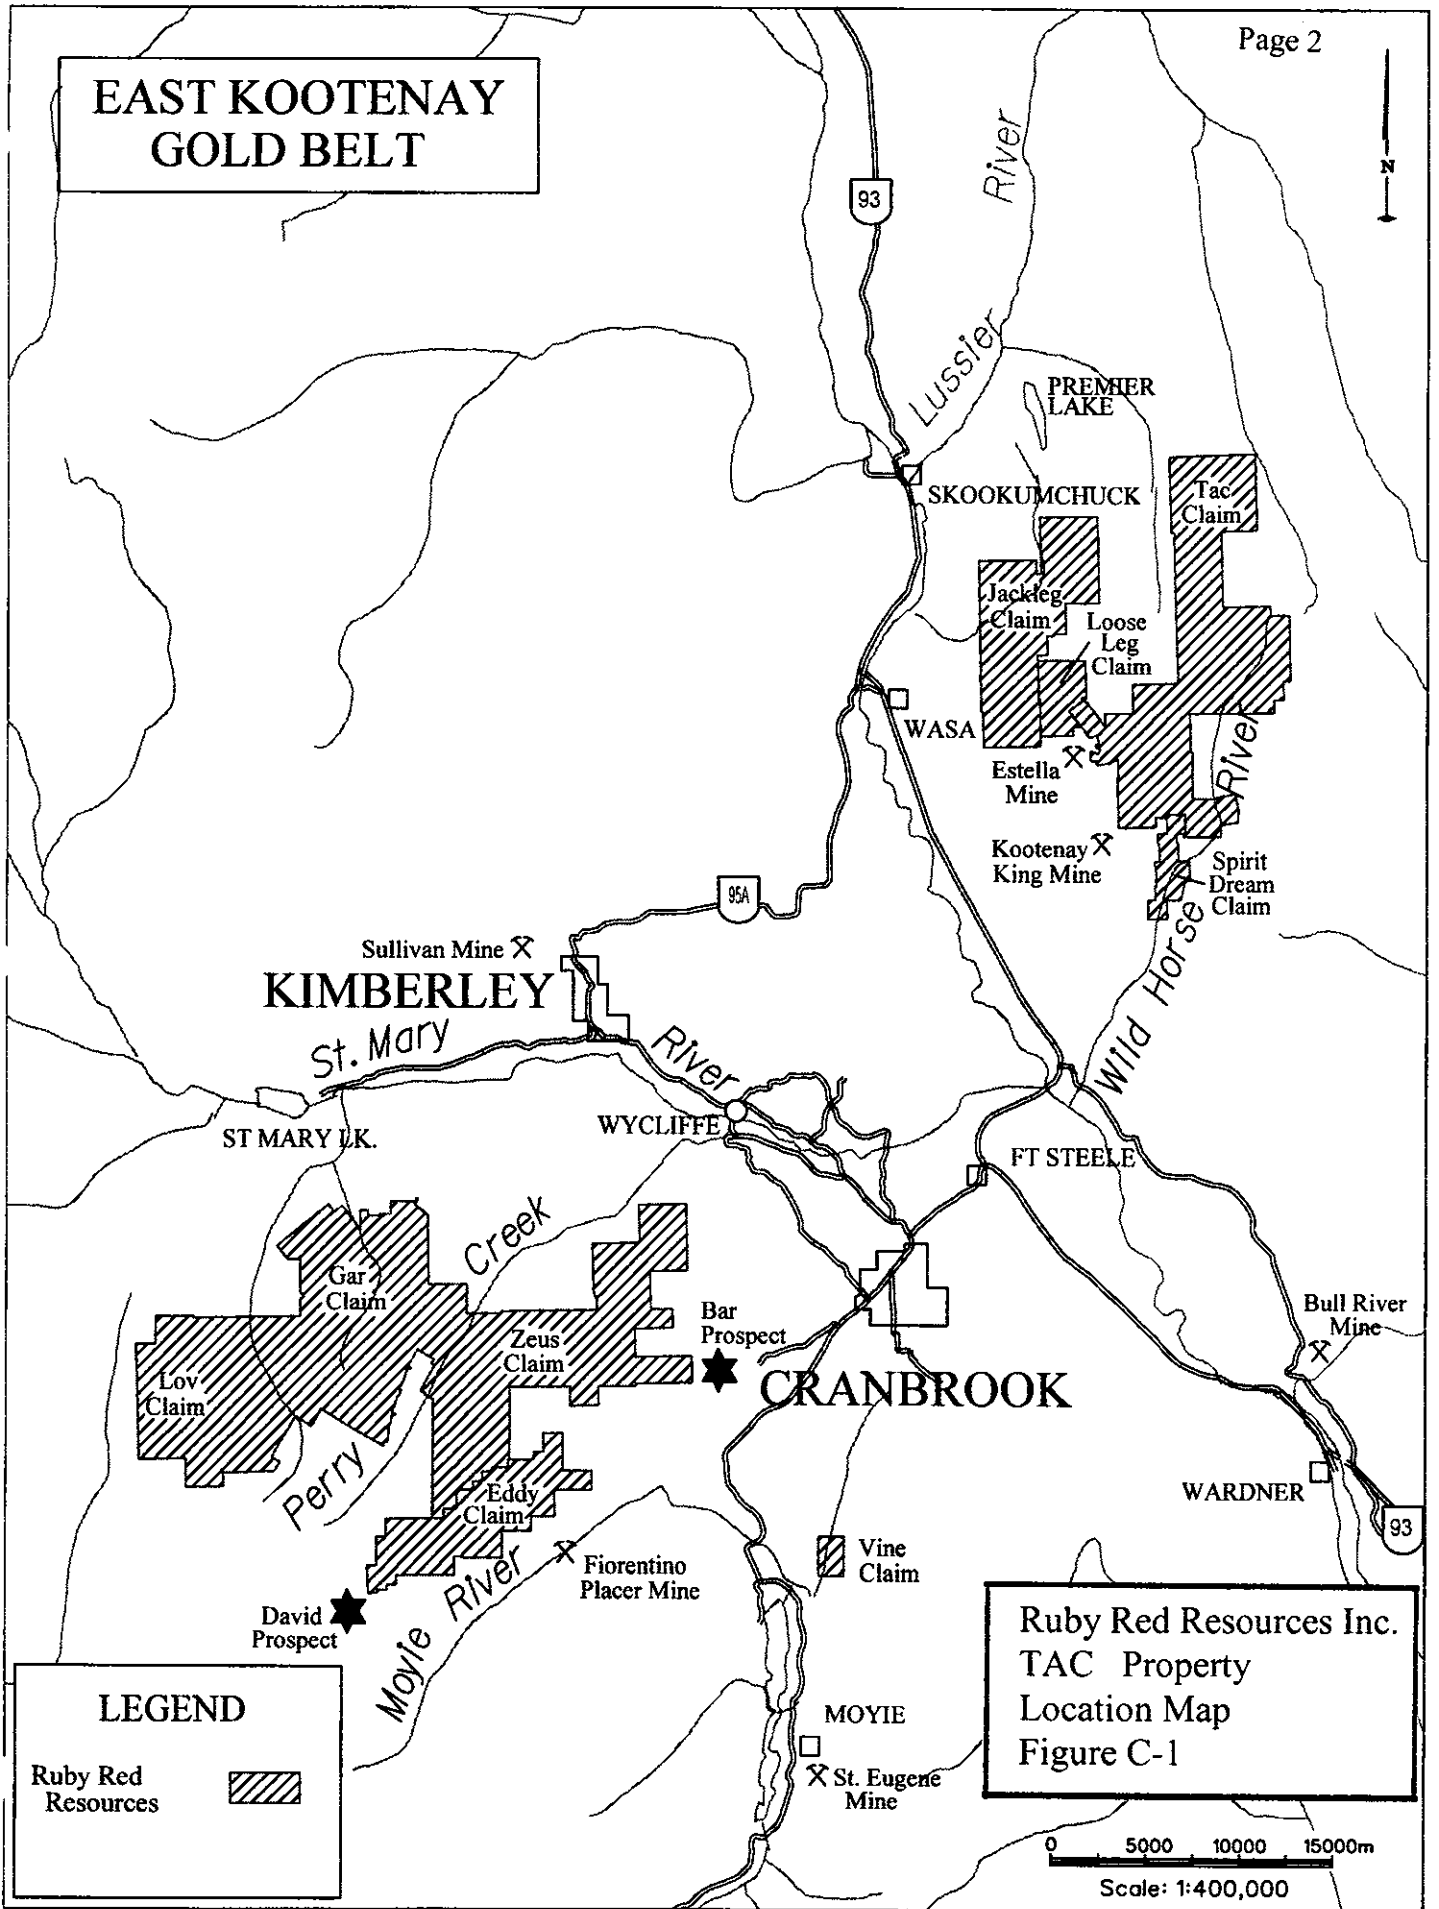 Page 2
EAST KOOTENAY
GOLD BELT
N
93
River
Lussier
PREMIER
LAKE
SKOOKUMCHUCK
Tac
Claim
Jackleg
Claim
Loose
Leg
Claim
WASA
Estella
Mine
River
Kootenay
King Mine
Spirit
Dream
Claim
95A
Wild Horse
Sullivan Mine
KIMBERLEY
St. Mary
River
WYCLIFFE
ST MARY LK.
FT STEELE
Creek
Gar
Claim
Zeus
Claim
Bar
Prospect
Bull River
Mine
Lov
Claim
CRANBROOK
Perry
Eddy
Claim
WARDNER
93
Vine
Claim
Fiorentino
Placer Mine
River
David
Prospect
Moyie
Ruby Red Resources Inc.
TAC Property
Location Map
Figure C-1
LEGEND
Ruby Red
Resources
MOYIE
St. Eugene
Mine
0 5000 10000 15000m
Scale: 1:400,000